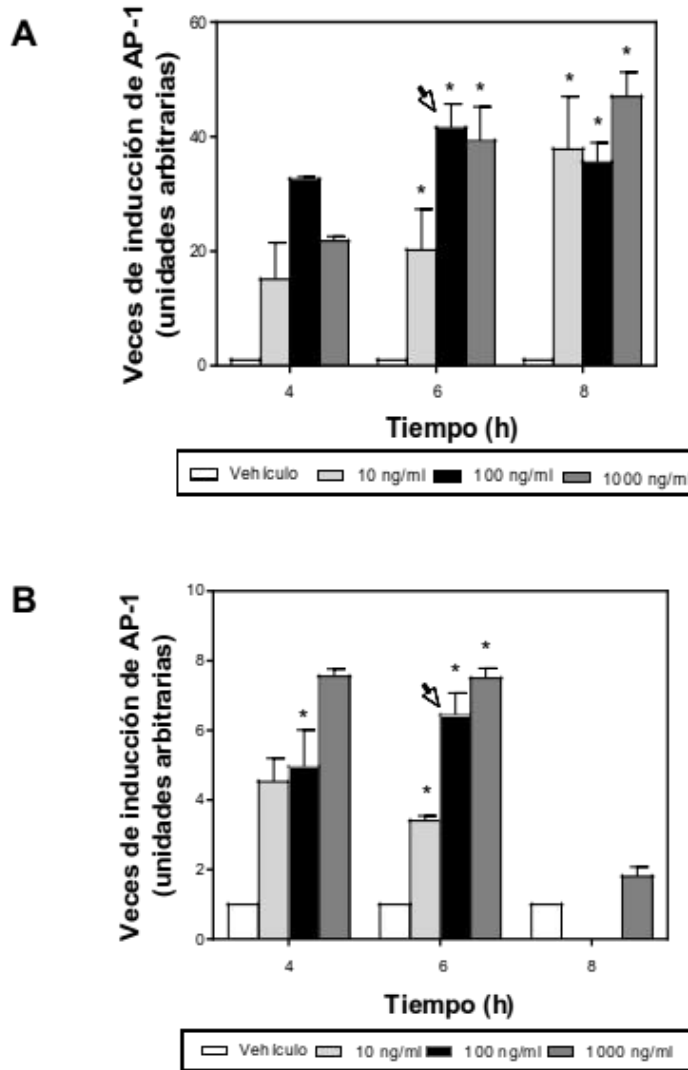 A
Veces de inducción de AP-1
(unidades arbitrarias)
60
40
20
0
* * *
* * *
4 6 8
Tiempo (h)
Vehículo 10 ng/ml 100 ng/ml 1000 ng/ml
B
Veces de inducción de AP-1
(unidades arbitrarias)
10
8
6
4
2
0
* * * *
4 6 8
Tiempo (h)
Vehículo 10 ng/ml 100 ng/ml 1000 ng/ml